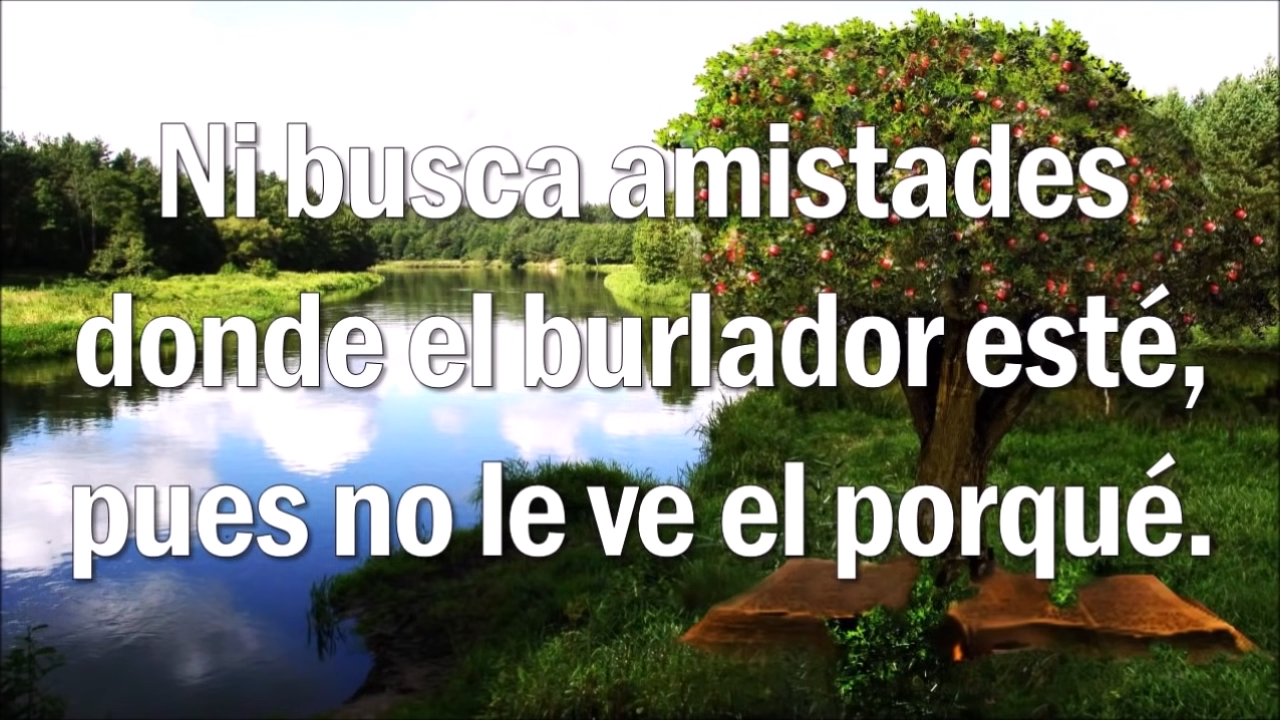 Ni busca amistades
donde el burlador esté,
pues no le ve el porqué.